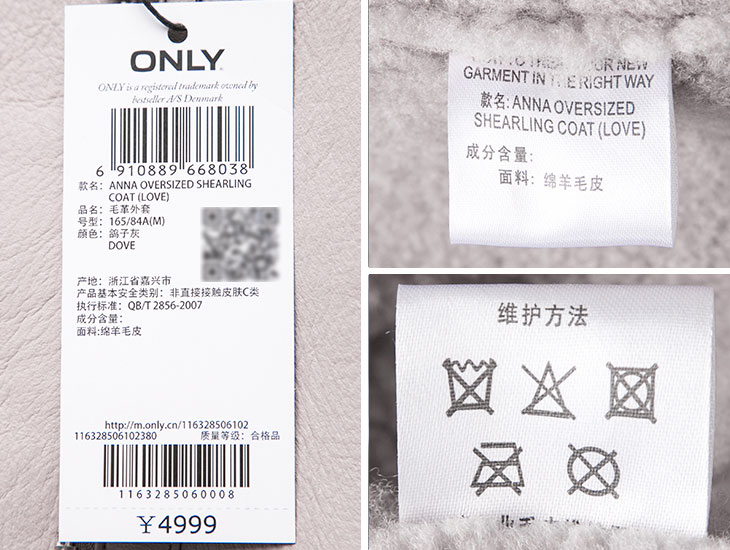 ONLY
ONLY is a registered trademark owned by
bestseller A/S Denmark
6 910889 668038
款名: ANNA OVERSIZED SHEARLING
COAT (LOVE)
品名: 毛革外套
号型: 165/84A(M)
颜色: 鸽子灰
DOVE
产地: 浙江省嘉兴市
产品基本安全类别: 非直接接触皮肤C类
执行标准: QB/T 2856-2007
成分含量:
面料:绵羊毛皮
http://m.only.cn/116328506102
116328506102380 质量等级: 合格品
1163285060008
¥4999
NEW
GARMENT IN THE RIGHT WAY
款名: ANNA OVERSIZED
SHEARLING COAT (LOVE)
成分含量:
面料: 绵羊毛皮
维护方法